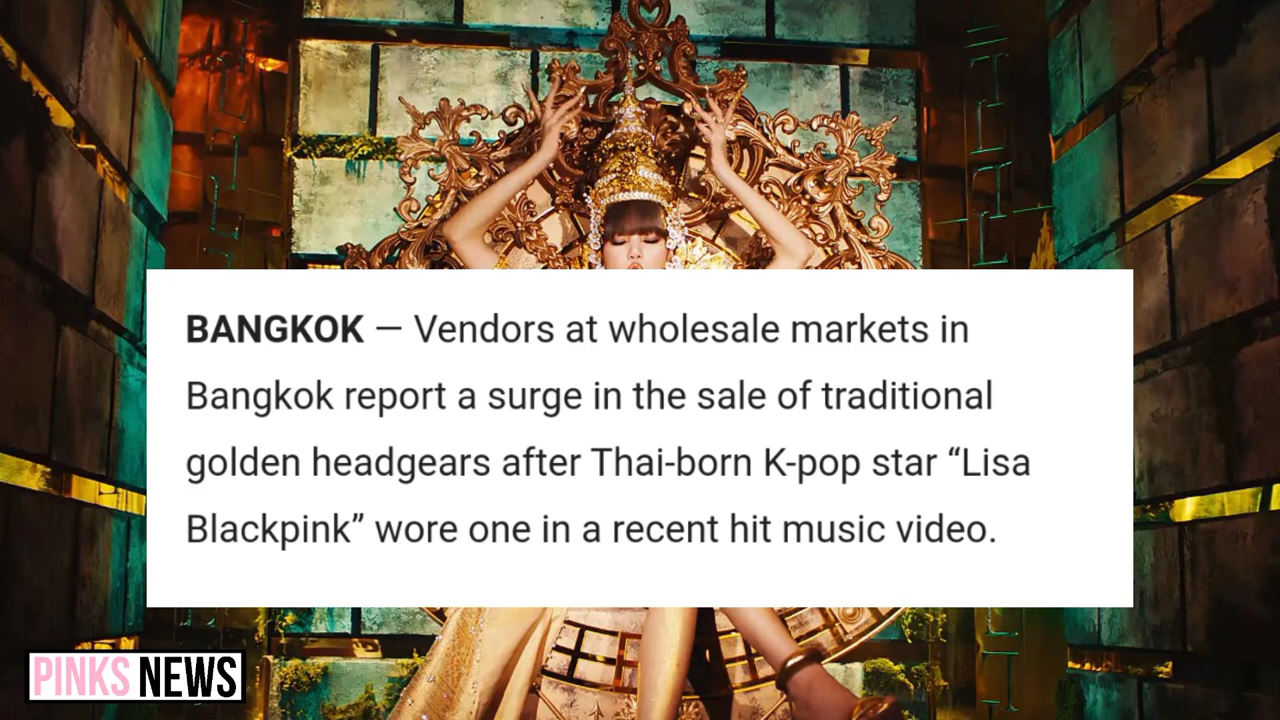 BANGKOK — Vendors at wholesale markets in
Bangkok report a surge in the sale of traditional
golden headgears after Thai-born K-pop star “Lisa
Blackpink” wore one in a recent hit music video.
PINKS NEWS